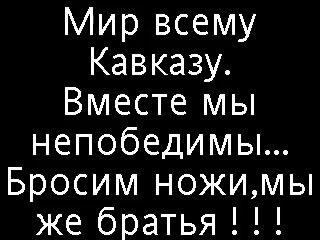 Мир всему
Кавказу.
Вместе мы
непобедимы...
Бросим ножи,мы
же братья ! ! !